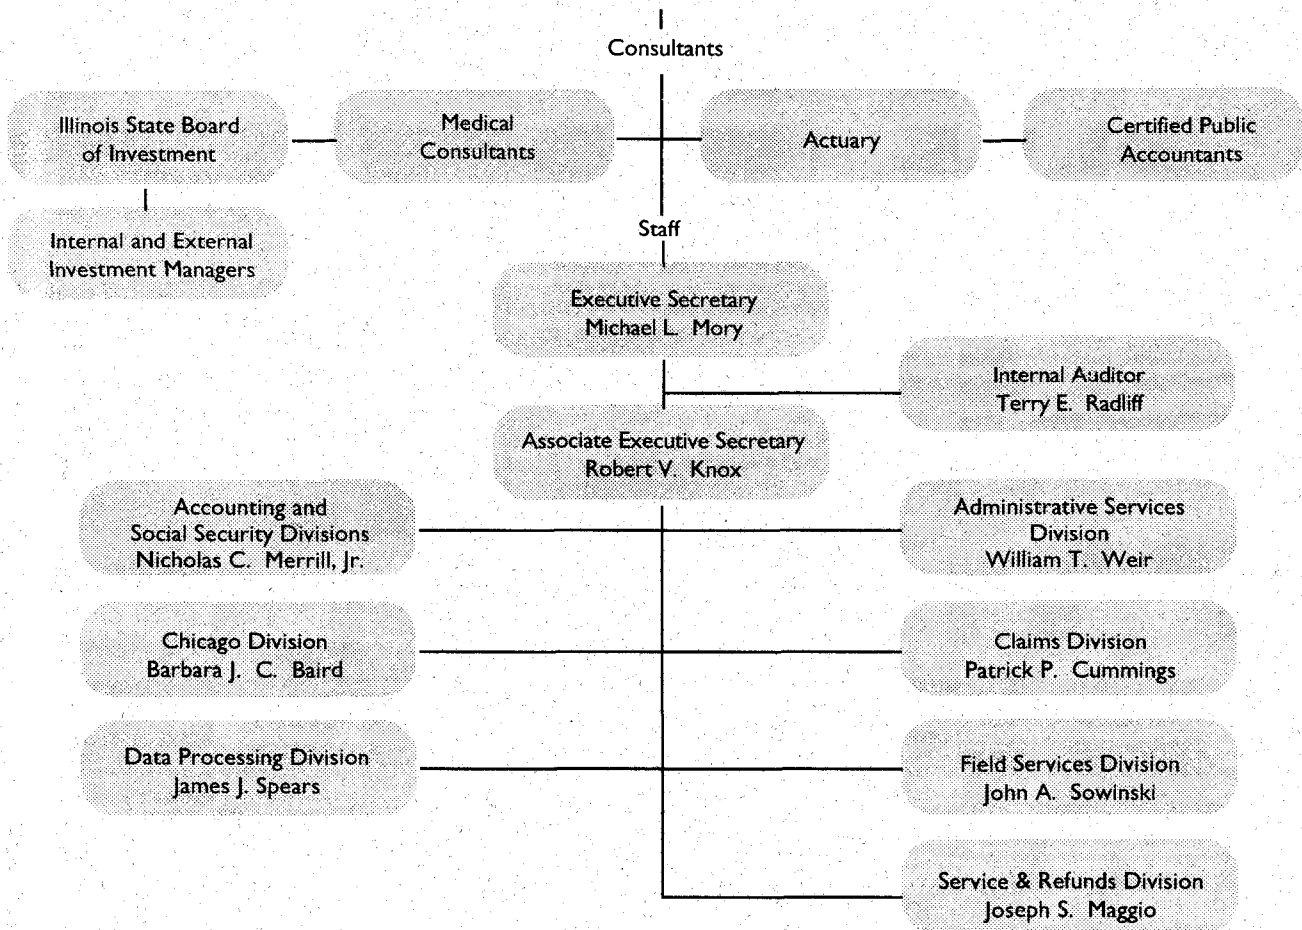 Consultants
Illinois State Board
of Investment
Medical
Consultants
Actuary
Certified Public
Accountants
Internal and External
Investment Managers
Staff
Executive Secretary
Michael L. Mory
Internal Auditor
Terry E. Radliff
Associate Executive Secretary
Robert V. Knox
Accounting and
Social Security Divisions
Nicholas C. Merrill, Jr.
Administrative Services
Division
William T. Weir
Chicago Division
Barbara J. C. Baird
Claims Division
Patrick P. Cummings
Data Processing Division
James J. Spears
Field Services Division
John A. Sowinski
Service & Refunds Division
Joseph S. Maggio